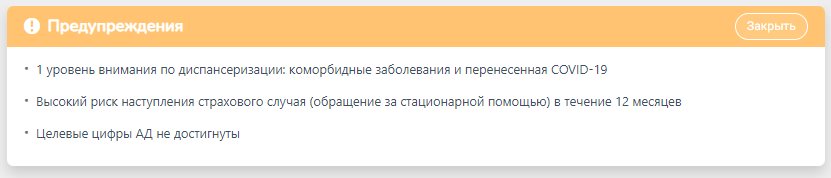 Предупреждения
Закрыть
1 уровень внимания по диспансеризации: коморбидные заболевания и перенесенная COVID-19
Высокий риск наступления страхового случая (обращение за стационарной помощью) в течение 12 месяцев
Целевые цифры АД не достигнуты